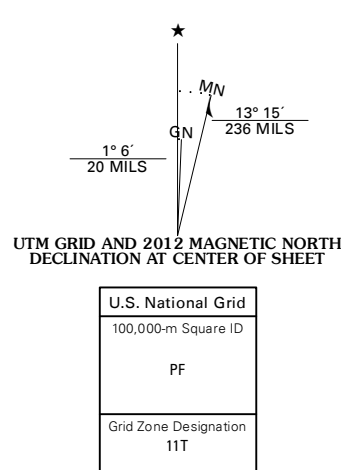 ★
MN
GN
13° 15´
236 MILS
1° 6´
20 MILS
UTM GRID AND 2012 MAGNETIC NORTH
DECLINATION AT CENTER OF SHEET
U.S. National Grid
100,000-m Square ID
PF
Grid Zone Designation
11T